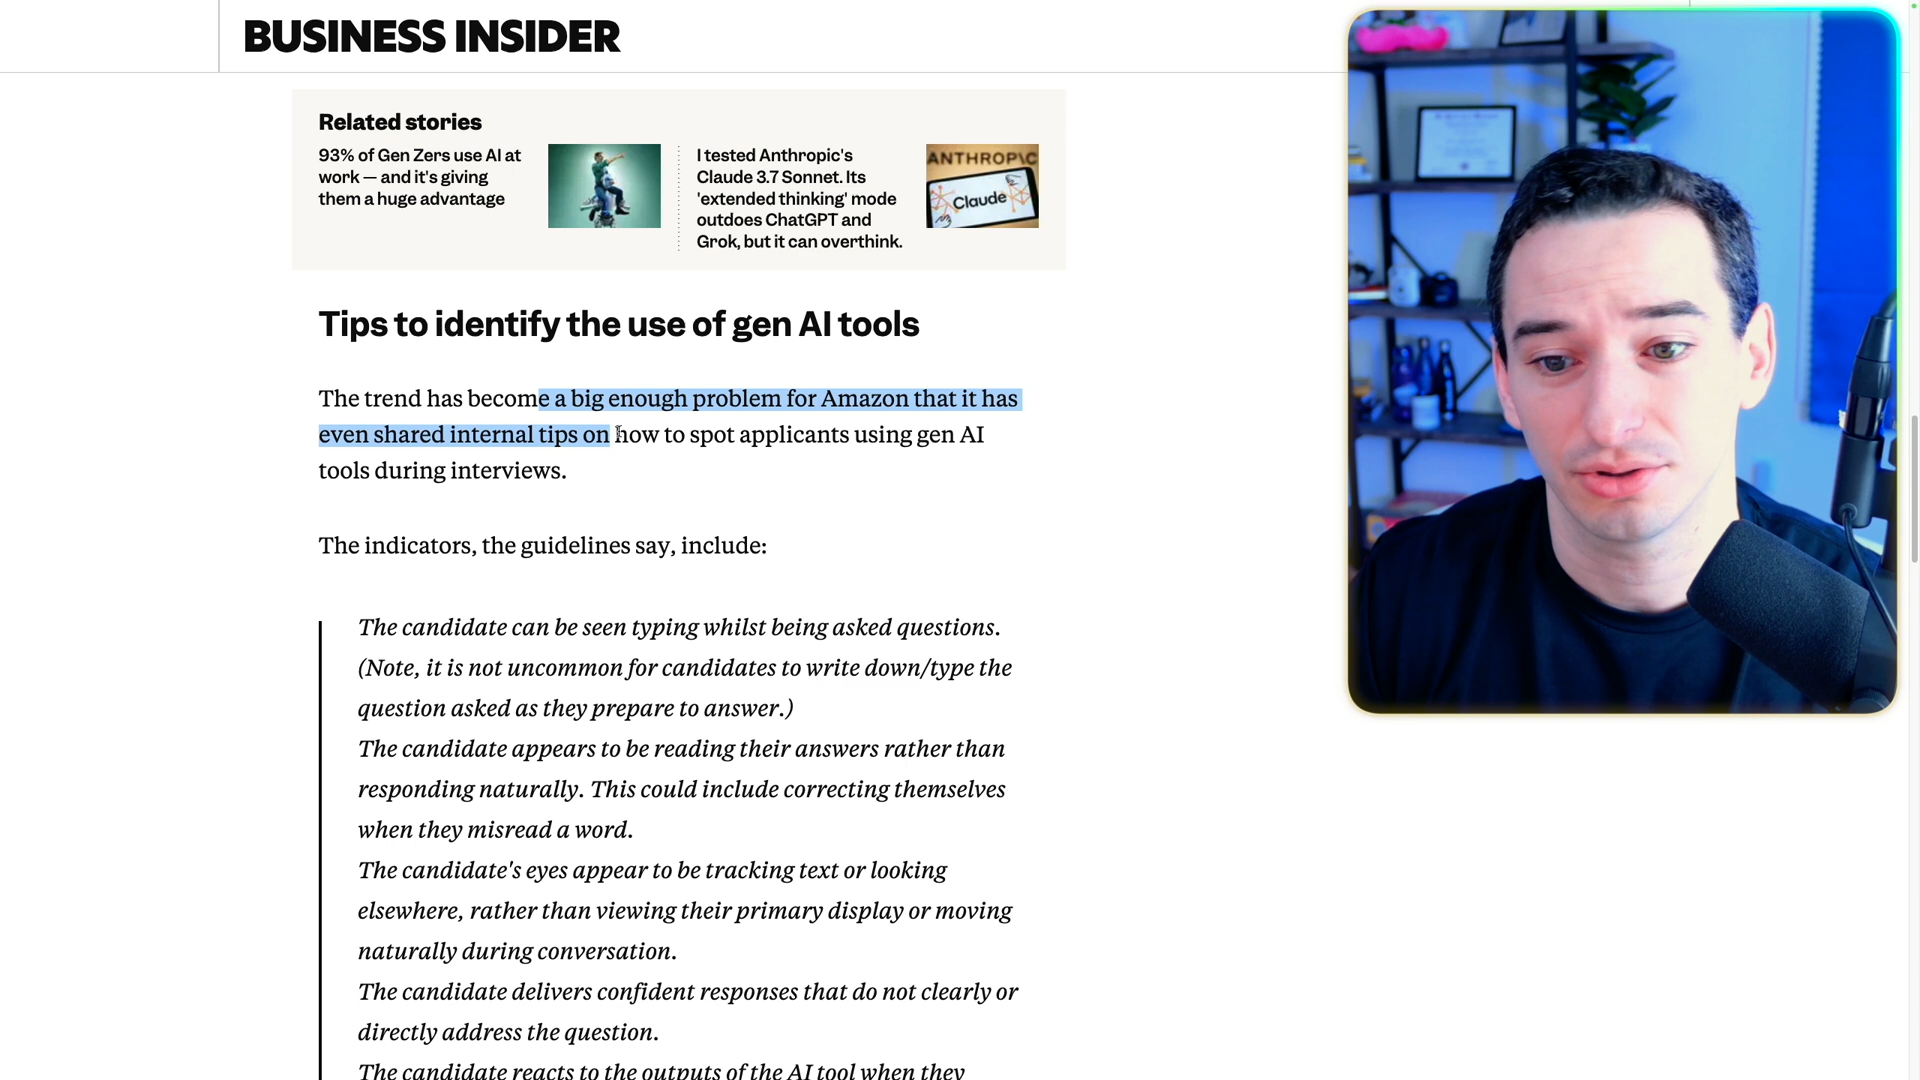 BUSINESS INSIDER
Related stories
93% of Gen Zers use AI at
work — and it's giving
them a huge advantage
I tested Anthropic's
Claude 3.7 Sonnet. Its
'extended thinking' mode
outdoes ChatGPT and
Grok, but it can overthink.
ANTHROP\C
Claude
Tips to identify the use of gen AI tools
The trend has become a big enough problem for Amazon that it has
even shared internal tips on how to spot applicants using gen AI
tools during interviews.
The indicators, the guidelines say, include:
The candidate can be seen typing whilst being asked questions.
(Note, it is not uncommon for candidates to write down/type the
question asked as they prepare to answer.)
The candidate appears to be reading their answers rather than
responding naturally. This could include correcting themselves
when they misread a word.
The candidate's eyes appear to be tracking text or looking
elsewhere, rather than viewing their primary display or moving
naturally during conversation.
The candidate delivers confident responses that do not clearly or
directly address the question.
The candidate reacts to the outputs of the AI tool when they